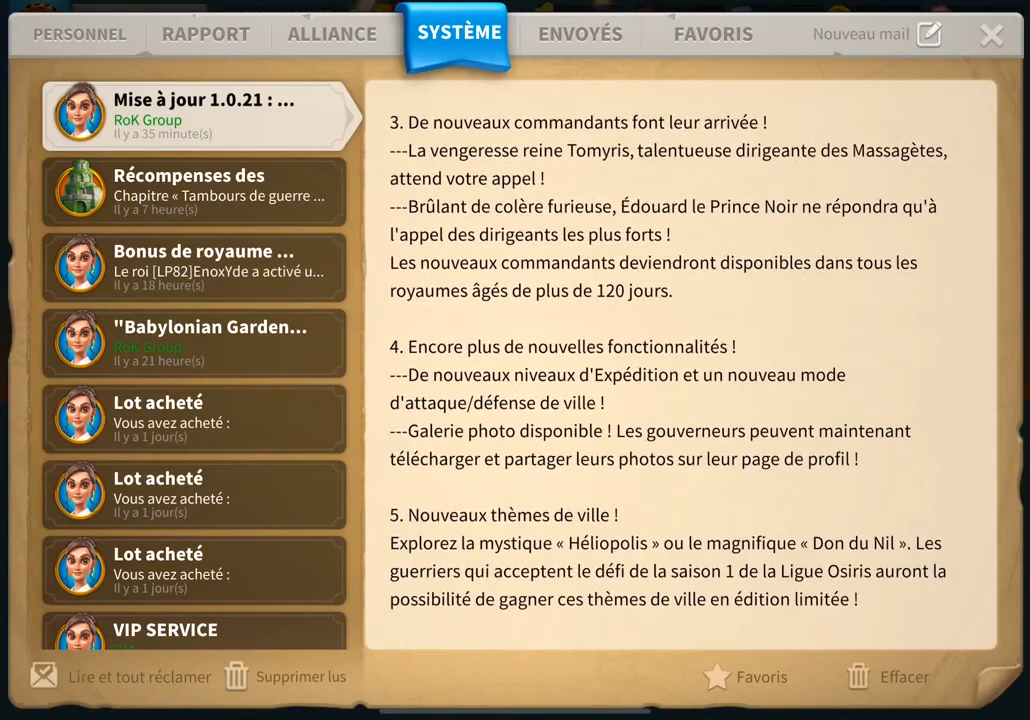 PERSONNEL
RAPPORT
ALLIANCE
SYSTÈME
ENVOYÉS
FAVORIS
Nouveau mail
Mise à jour 1.0.21 : ...
RoK Group
Il y a 35 minute(s)
Récompenses des
Chapitre « Tambours de guerre ...
Il y a 7 heure(s)
Bonus de royaume ...
Le roi [LP82]EnoxYde a activé u...
Il y a 18 heure(s)
"Babylonian Garden...
RoK Group
Il y a 21 heure(s)
Lot acheté
Vous avez acheté :
Il y a 1 jour(s)
Lot acheté
Vous avez acheté :
Il y a 1 jour(s)
Lot acheté
Vous avez acheté :
Il y a 1 jour(s)
VIP SERVICE
3. De nouveaux commandants font leur arrivée !
---La vengeresse reine Tomyris, talentueuse dirigeante des Massagètes,
attend votre appel !
---Brûlant de colère furieuse, Édouard le Prince Noir ne répondra qu'à
l'appel des dirigeants les plus forts !
Les nouveaux commandants deviendront disponibles dans tous les
royaumes âgés de plus de 120 jours.
4. Encore plus de nouvelles fonctionnalités !
---De nouveaux niveaux d'Expédition et un nouveau mode
d'attaque/défense de ville !
---Galerie photo disponible ! Les gouverneurs peuvent maintenant
télécharger et partager leurs photos sur leur page de profil !
5. Nouveaux thèmes de ville !
Explorez la mystique « Héliopolis » ou le magnifique « Don du Nil ». Les
guerriers qui acceptent le défi de la saison 1 de la Ligue Osiris auront la
possibilité de gagner ces thèmes de ville en édition limitée !
Lire et tout réclamer
Supprimer lus
Favoris
Effacer